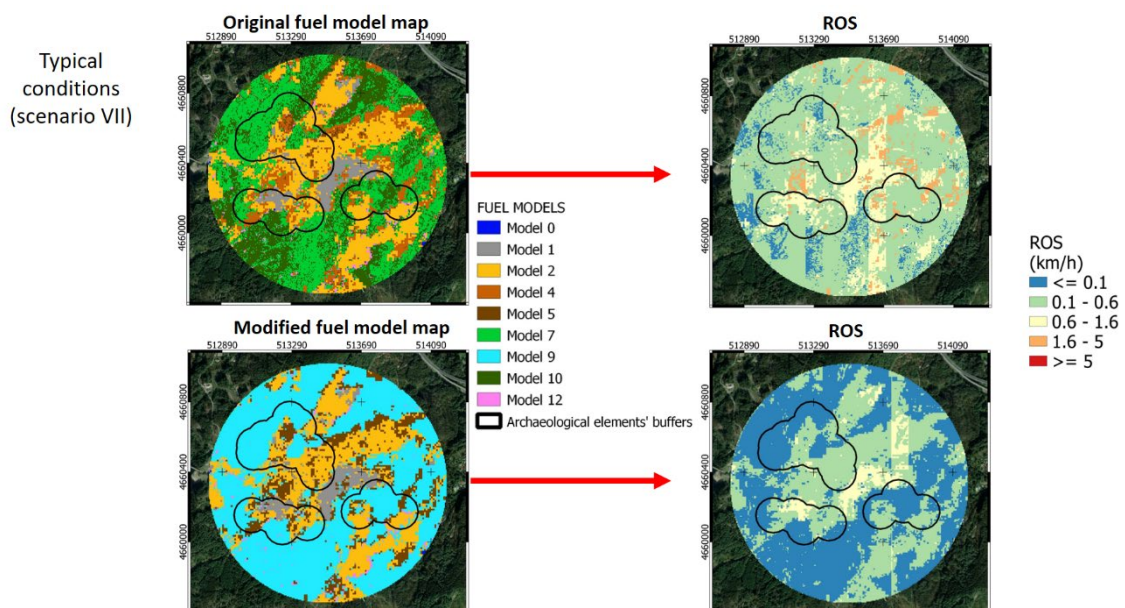 Typical
conditions
(scenario VII)
Original fuel model map
512890 513290 513690 514090
4660800
4660400
4660000
ROS
512890 513290 513690 514090
4660800
4660400
4660000
FUEL MODELS
Model 0
Model 1
Model 2
Model 4
Model 5
Model 7
Model 9
Model 10
Model 12
Archaeological elements' buffers
ROS
(km/h)
<= 0.1
0.1 - 0.6
0.6 - 1.6
1.6 - 5
>= 5
Modified fuel model map
512890 513290 513690 514090
4660800
4660400
4660000
ROS
512890 513290 513690 514090
4660800
4660400
4660000